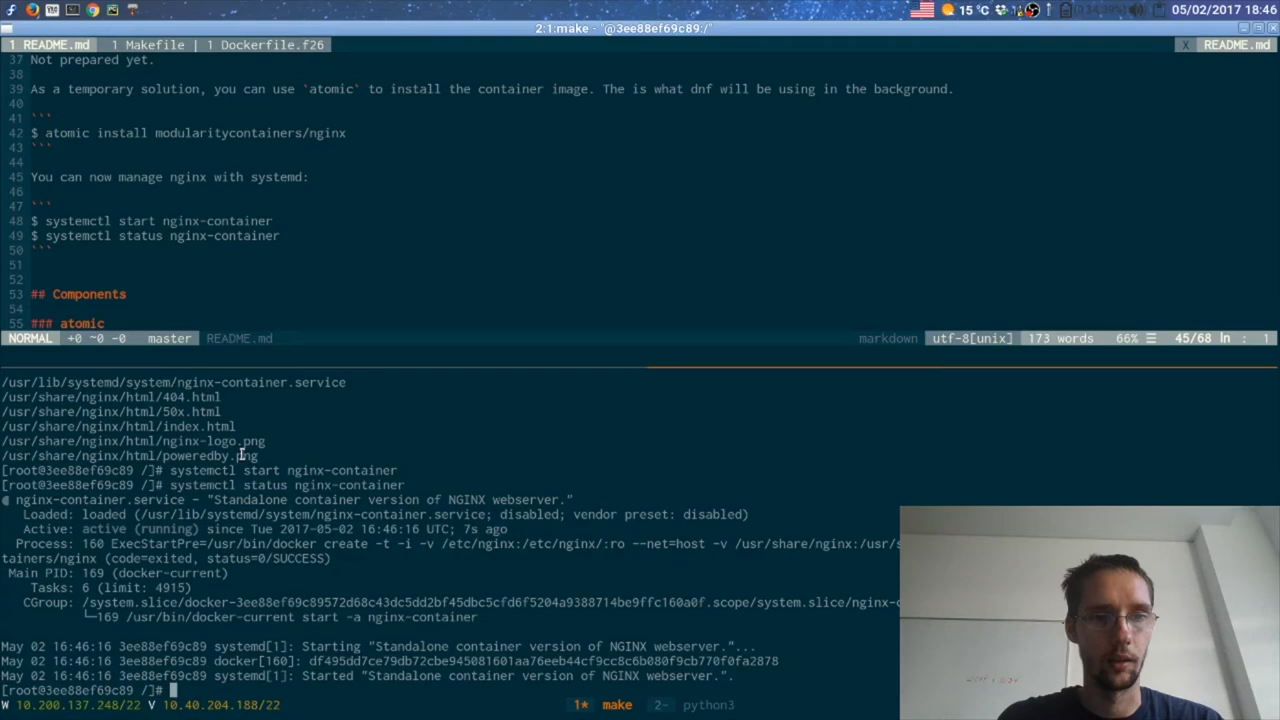 15 °C
05/02/2017 18:46
2:1:make - "@3ee88ef69c89:/"
1 README.md 1 Makefile | 1 Dockerfile.f26 X README.md
37 Not prepared yet.
38
39 As a temporary solution, you can use `atomic` to install the container image. The is what dnf will be using in the background.
40
41 ```
42 $ atomic install modularitycontainers/nginx
43 ```
44
45 You can now manage nginx with systemd:
46
47 ```
48 $ systemctl start nginx-container
49 $ systemctl status nginx-container
50 ```
51
52
53 ## Components
54
55 ### atomic
NORMAL +0 ~0 -0 master README.md markdown utf-8[unix] 173 words 66% ☰ 45/68 ln : 1
/usr/lib/systemd/system/nginx-container.service
/usr/share/nginx/html/404.html
/usr/share/nginx/html/50x.html
/usr/share/nginx/html/index.html
/usr/share/nginx/html/nginx-logo.png
/usr/share/nginx/html/poweredby.png
[root@3ee88ef69c89 /]# systemctl start nginx-container
[root@3ee88ef69c89 /]# systemctl status nginx-container
● nginx-container.service - "Standalone container version of NGINX webserver."
Loaded: loaded (/usr/lib/systemd/system/nginx-container.service; disabled; vendor preset: disabled)
Active: active (running) since Tue 2017-05-02 16:46:16 UTC; 7s ago
Process: 160 ExecStartPre=/usr/bin/docker create -t -i -v /etc/nginx:/etc/nginx/:ro --net=host -v /usr/share/nginx:/usr/s
tainers/nginx (code=exited, status=0/SUCCESS)
Main PID: 169 (docker-current)
Tasks: 6 (limit: 4915)
CGroup: /system.slice/docker-3ee88ef69c89572d68c43dc5dd2bf45dbc5cfd6f5204a9388714be9ffc160a0f.scope/system.slice/nginx-c
└─169 /usr/bin/docker-current start -a nginx-container
May 02 16:46:16 3ee88ef69c89 systemd[1]: Starting "Standalone container version of NGINX webserver."...
May 02 16:46:16 3ee88ef69c89 docker[160]: df495dd7ce79db72cbe945081601aa76eeb44cf9cc8c6b080f9cb770f0fa2878
May 02 16:46:16 3ee88ef69c89 systemd[1]: Started "Standalone container version of NGINX webserver.".
[root@3ee88ef69c89 /]#
W 10.200.137.248/22 V 10.40.204.188/22 1* make 2- python3